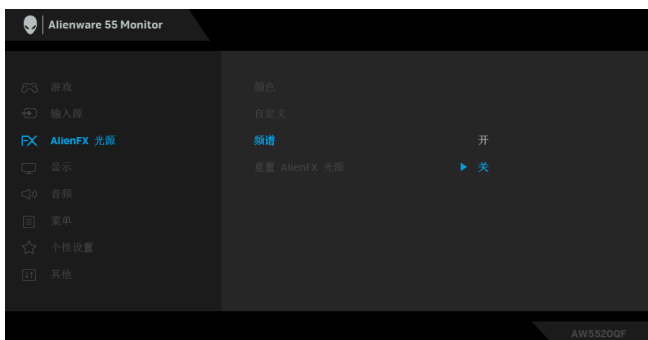 Alienware 55 Monitor
游戏
输入源
AlienFX 光源
显示
音频
菜单
个性设置
其他
颜色
自定义
频谱 开
重置 AlienFX 光源 关
AW5520QF